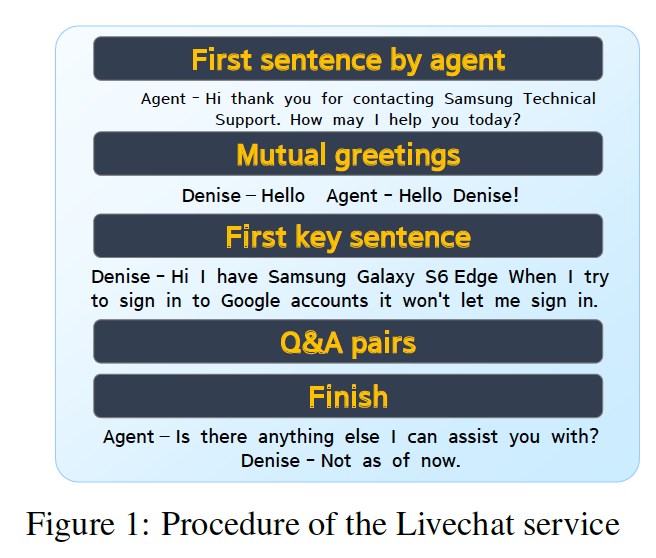 First sentence by agent
Agent – Hi thank you for contacting Samsung Technical
Support. How may I help you today?
Mutual greetings
Denise – Hello Agent – Hello Denise!
First key sentence
Denise – Hi I have Samsung Galaxy S6 Edge When I try
to sign in to Google accounts it won't let me sign in.
Q&A pairs
Finish
Agent – Is there anything else I can assist you with?
Denise – Not as of now.
Figure 1: Procedure of the Livechat service